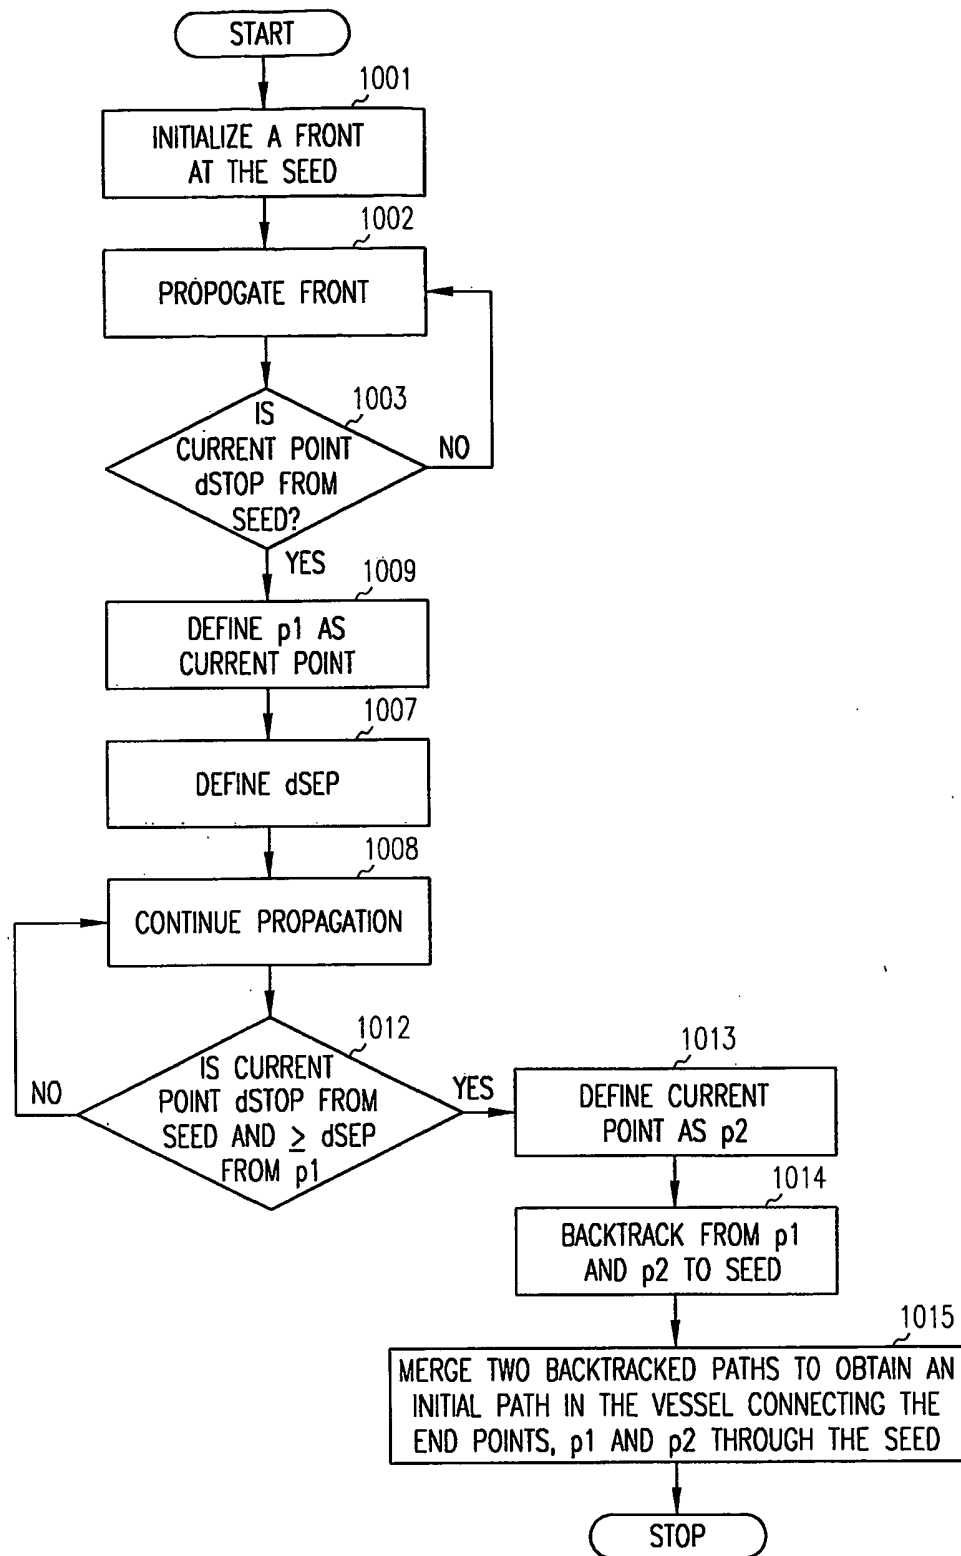 START
1001
INITIALIZE A FRONT
AT THE SEED
1002
PROPOGATE FRONT
1003
IS
CURRENT POINT
dSTOP FROM
SEED?
NO
YES
1009
DEFINE p1 AS
CURRENT POINT
1007
DEFINE dSEP
1008
CONTINUE PROPAGATION
1012
IS CURRENT
POINT dSTOP FROM
SEED AND ≥ dSEP
FROM p1
NO
YES
1013
DEFINE CURRENT
POINT AS p2
1014
BACKTRACK FROM p1
AND p2 TO SEED
1015
MERGE TWO BACKTRACKED PATHS TO OBTAIN AN
INITIAL PATH IN THE VESSEL CONNECTING THE
END POINTS, p1 AND p2 THROUGH THE SEED
STOP